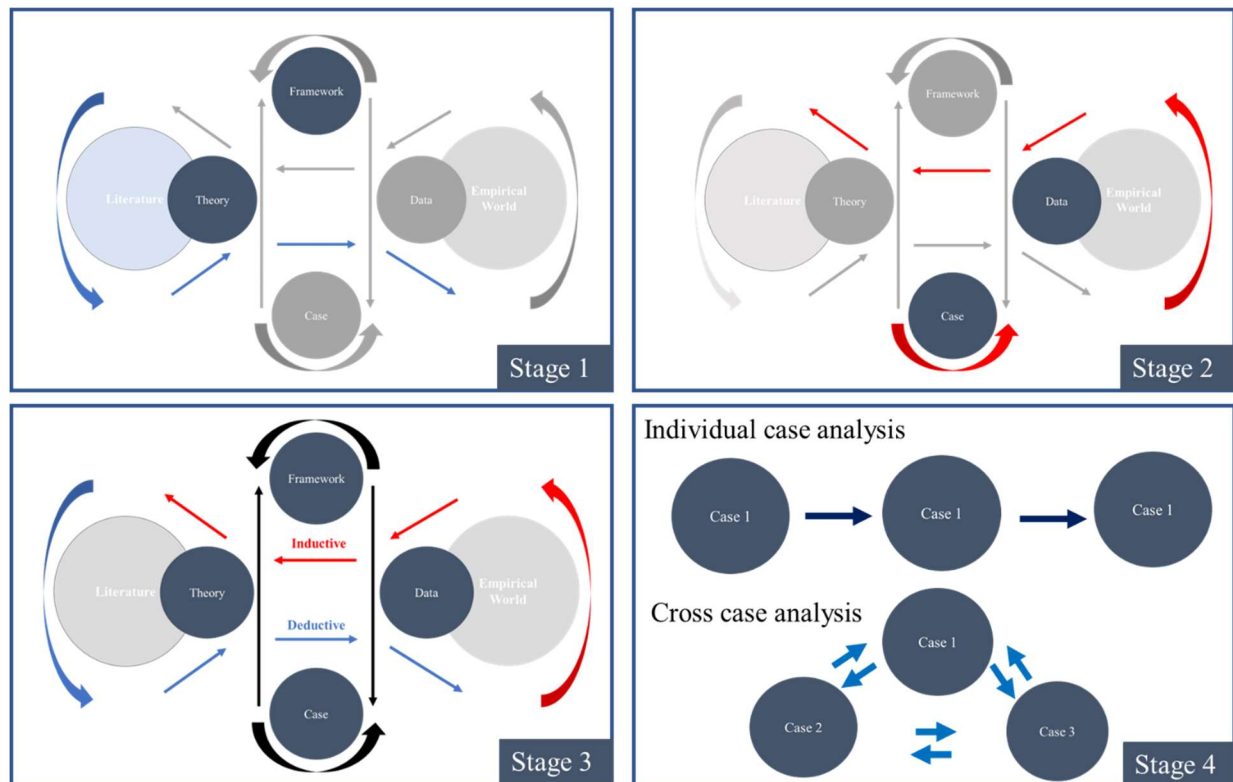 Framework
Literature
Theory
Data
Empirical
World
Case
Stage 1
Framework
Literature
Theory
Data
Empirical
World
Case
Stage 2
Framework
Inductive
Literature
Theory
Data
Empirical
World
Deductive
Case
Stage 3
Individual case analysis
Case 1
Case 1
Case 1
Cross case analysis
Case 1
Case 2
Case 3
Stage 4